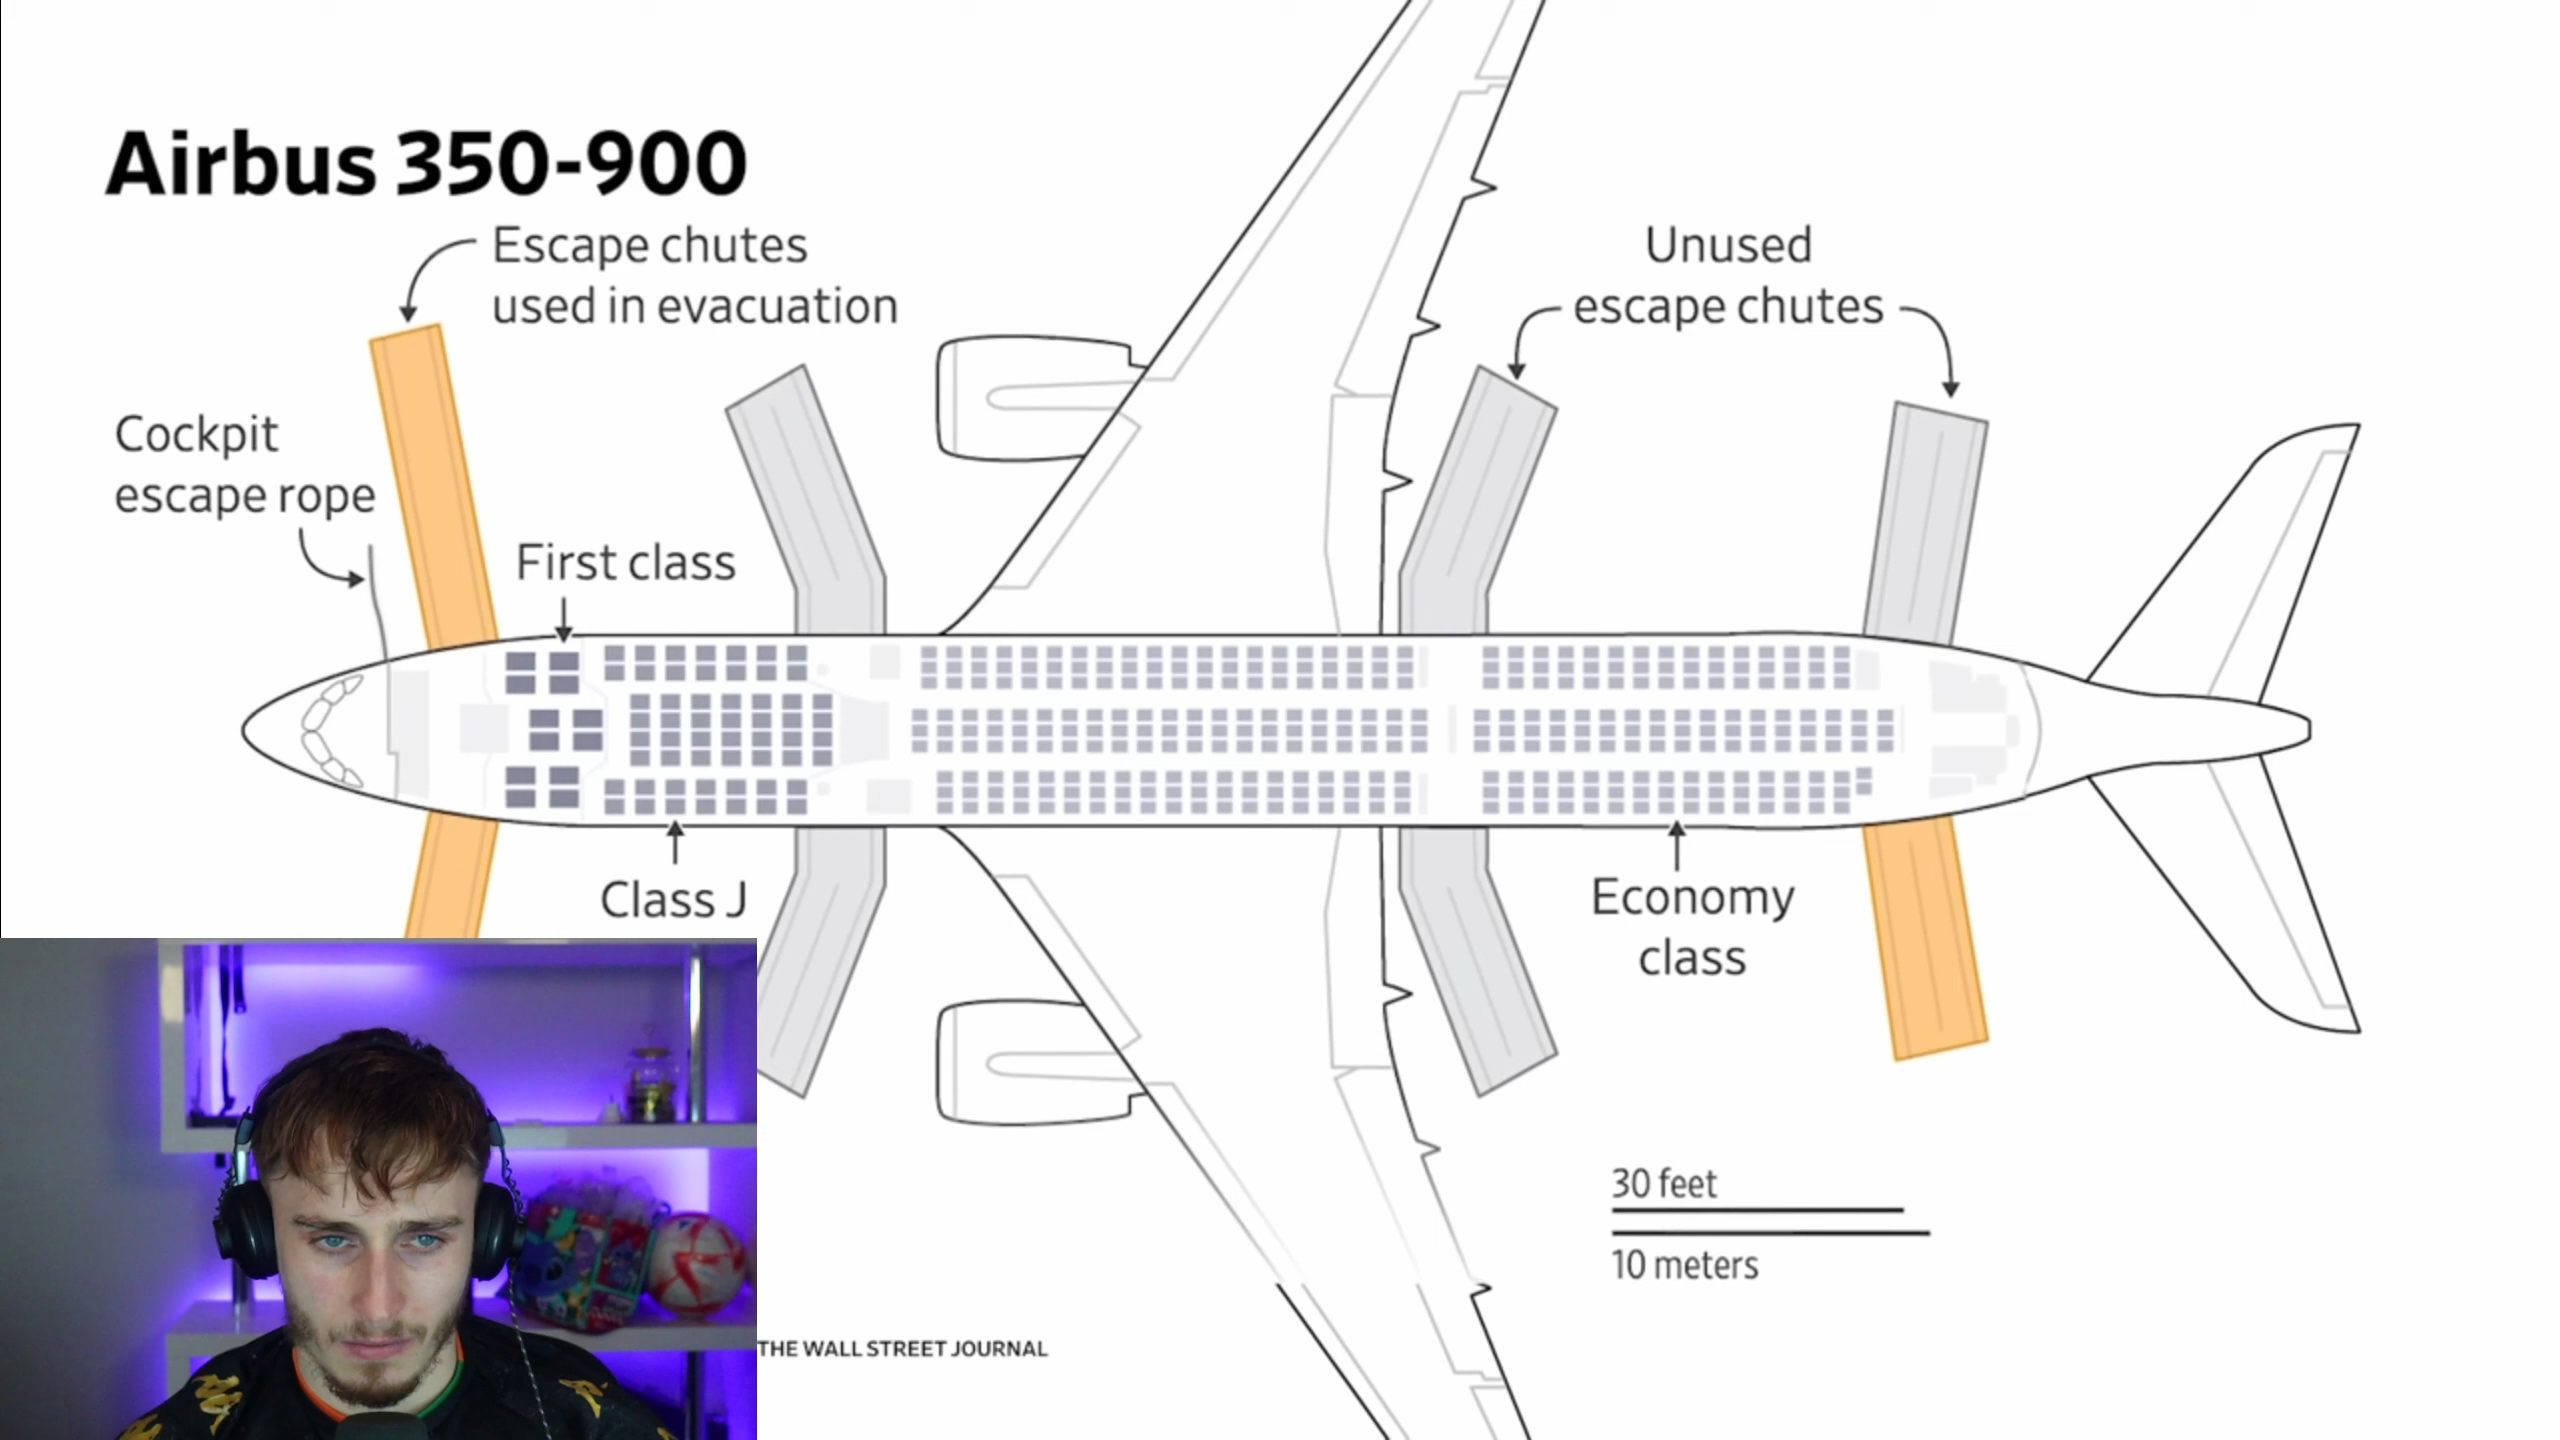 Airbus 350-900
Escape chutes
used in evacuation
Unused
escape chutes
Cockpit
escape rope
First class
Class J
Economy
class
30 feet
10 meters
THE WALL STREET JOURNAL